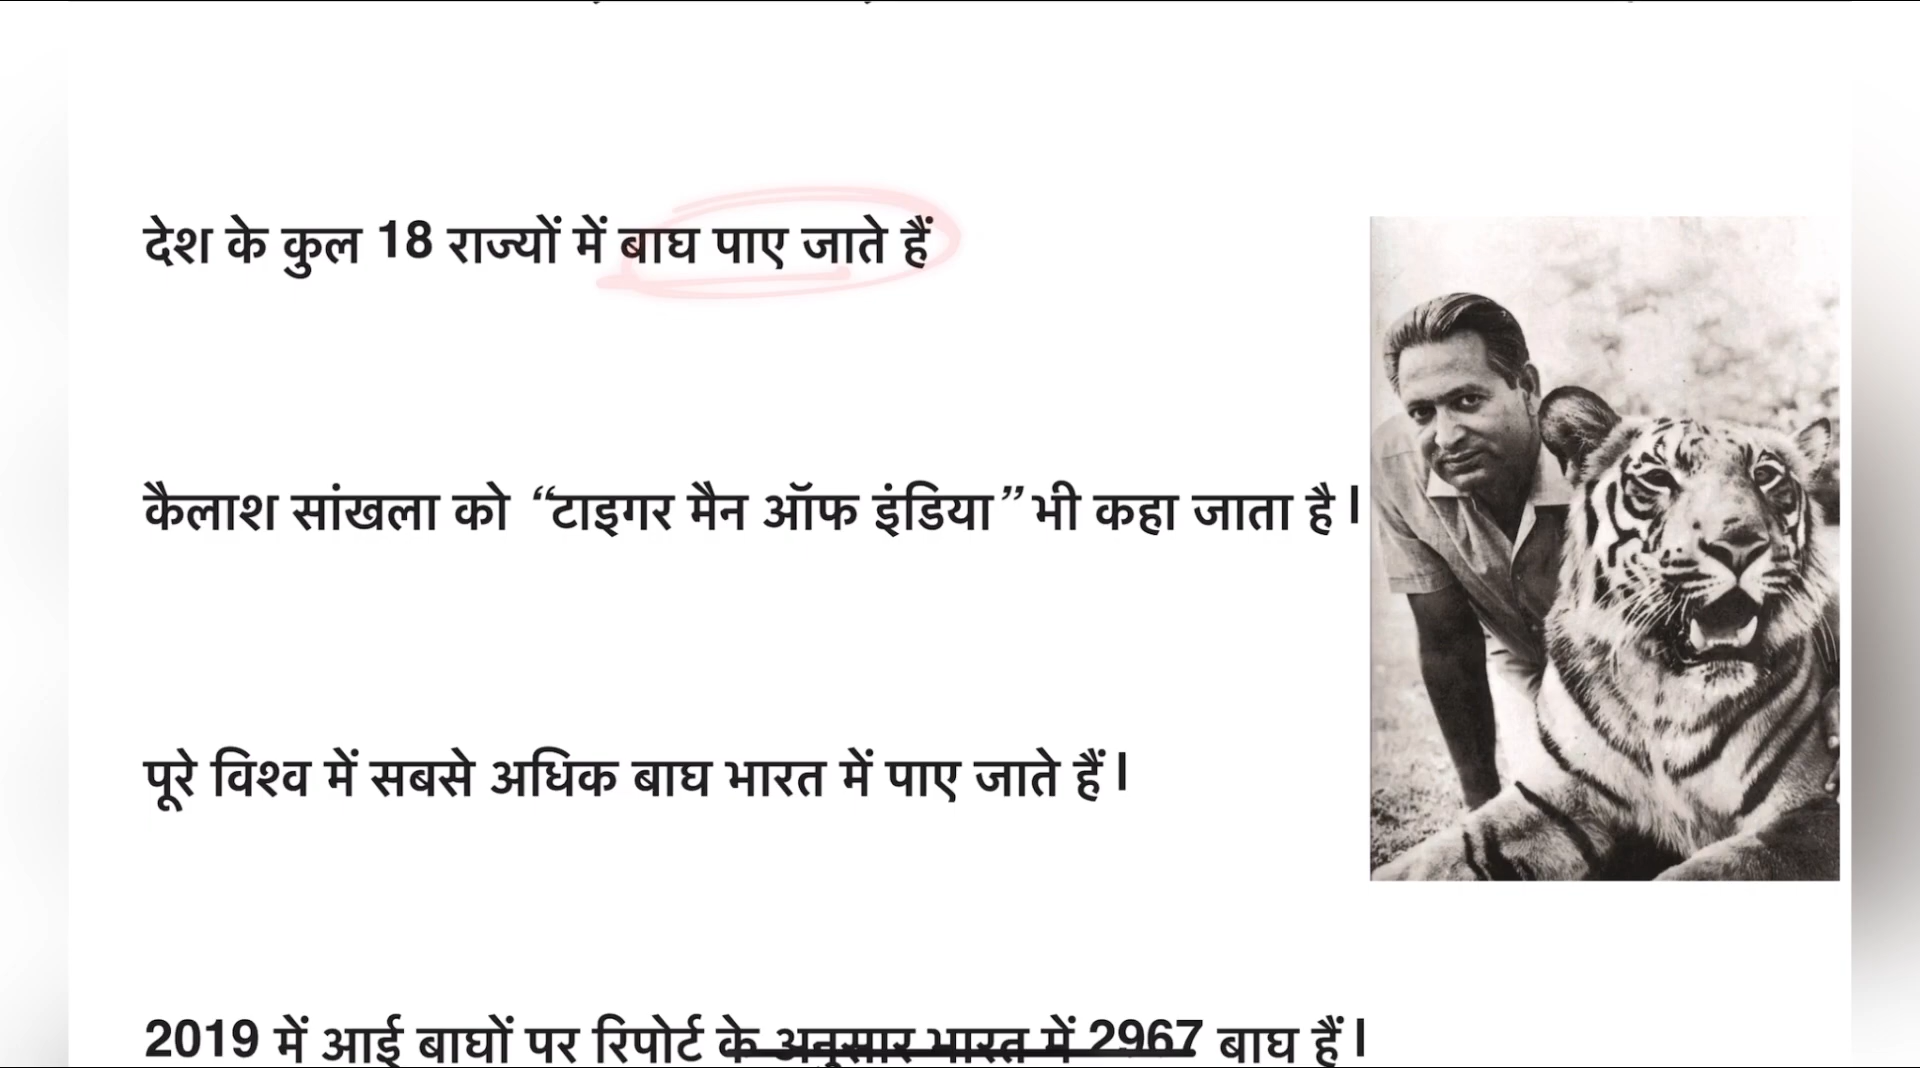 देश के कुल 18 राज्यों में बाघ पाए जाते हैं
कैलाश सांखला को “टाइगर मैन ऑफ इंडिया” भी कहा जाता है।
पूरे विश्व में सबसे अधिक बाघ भारत में पाए जाते हैं।
2019 में आई बाघों पर रिपोर्ट के अनुसार भारत में 2967 बाघ हैं।